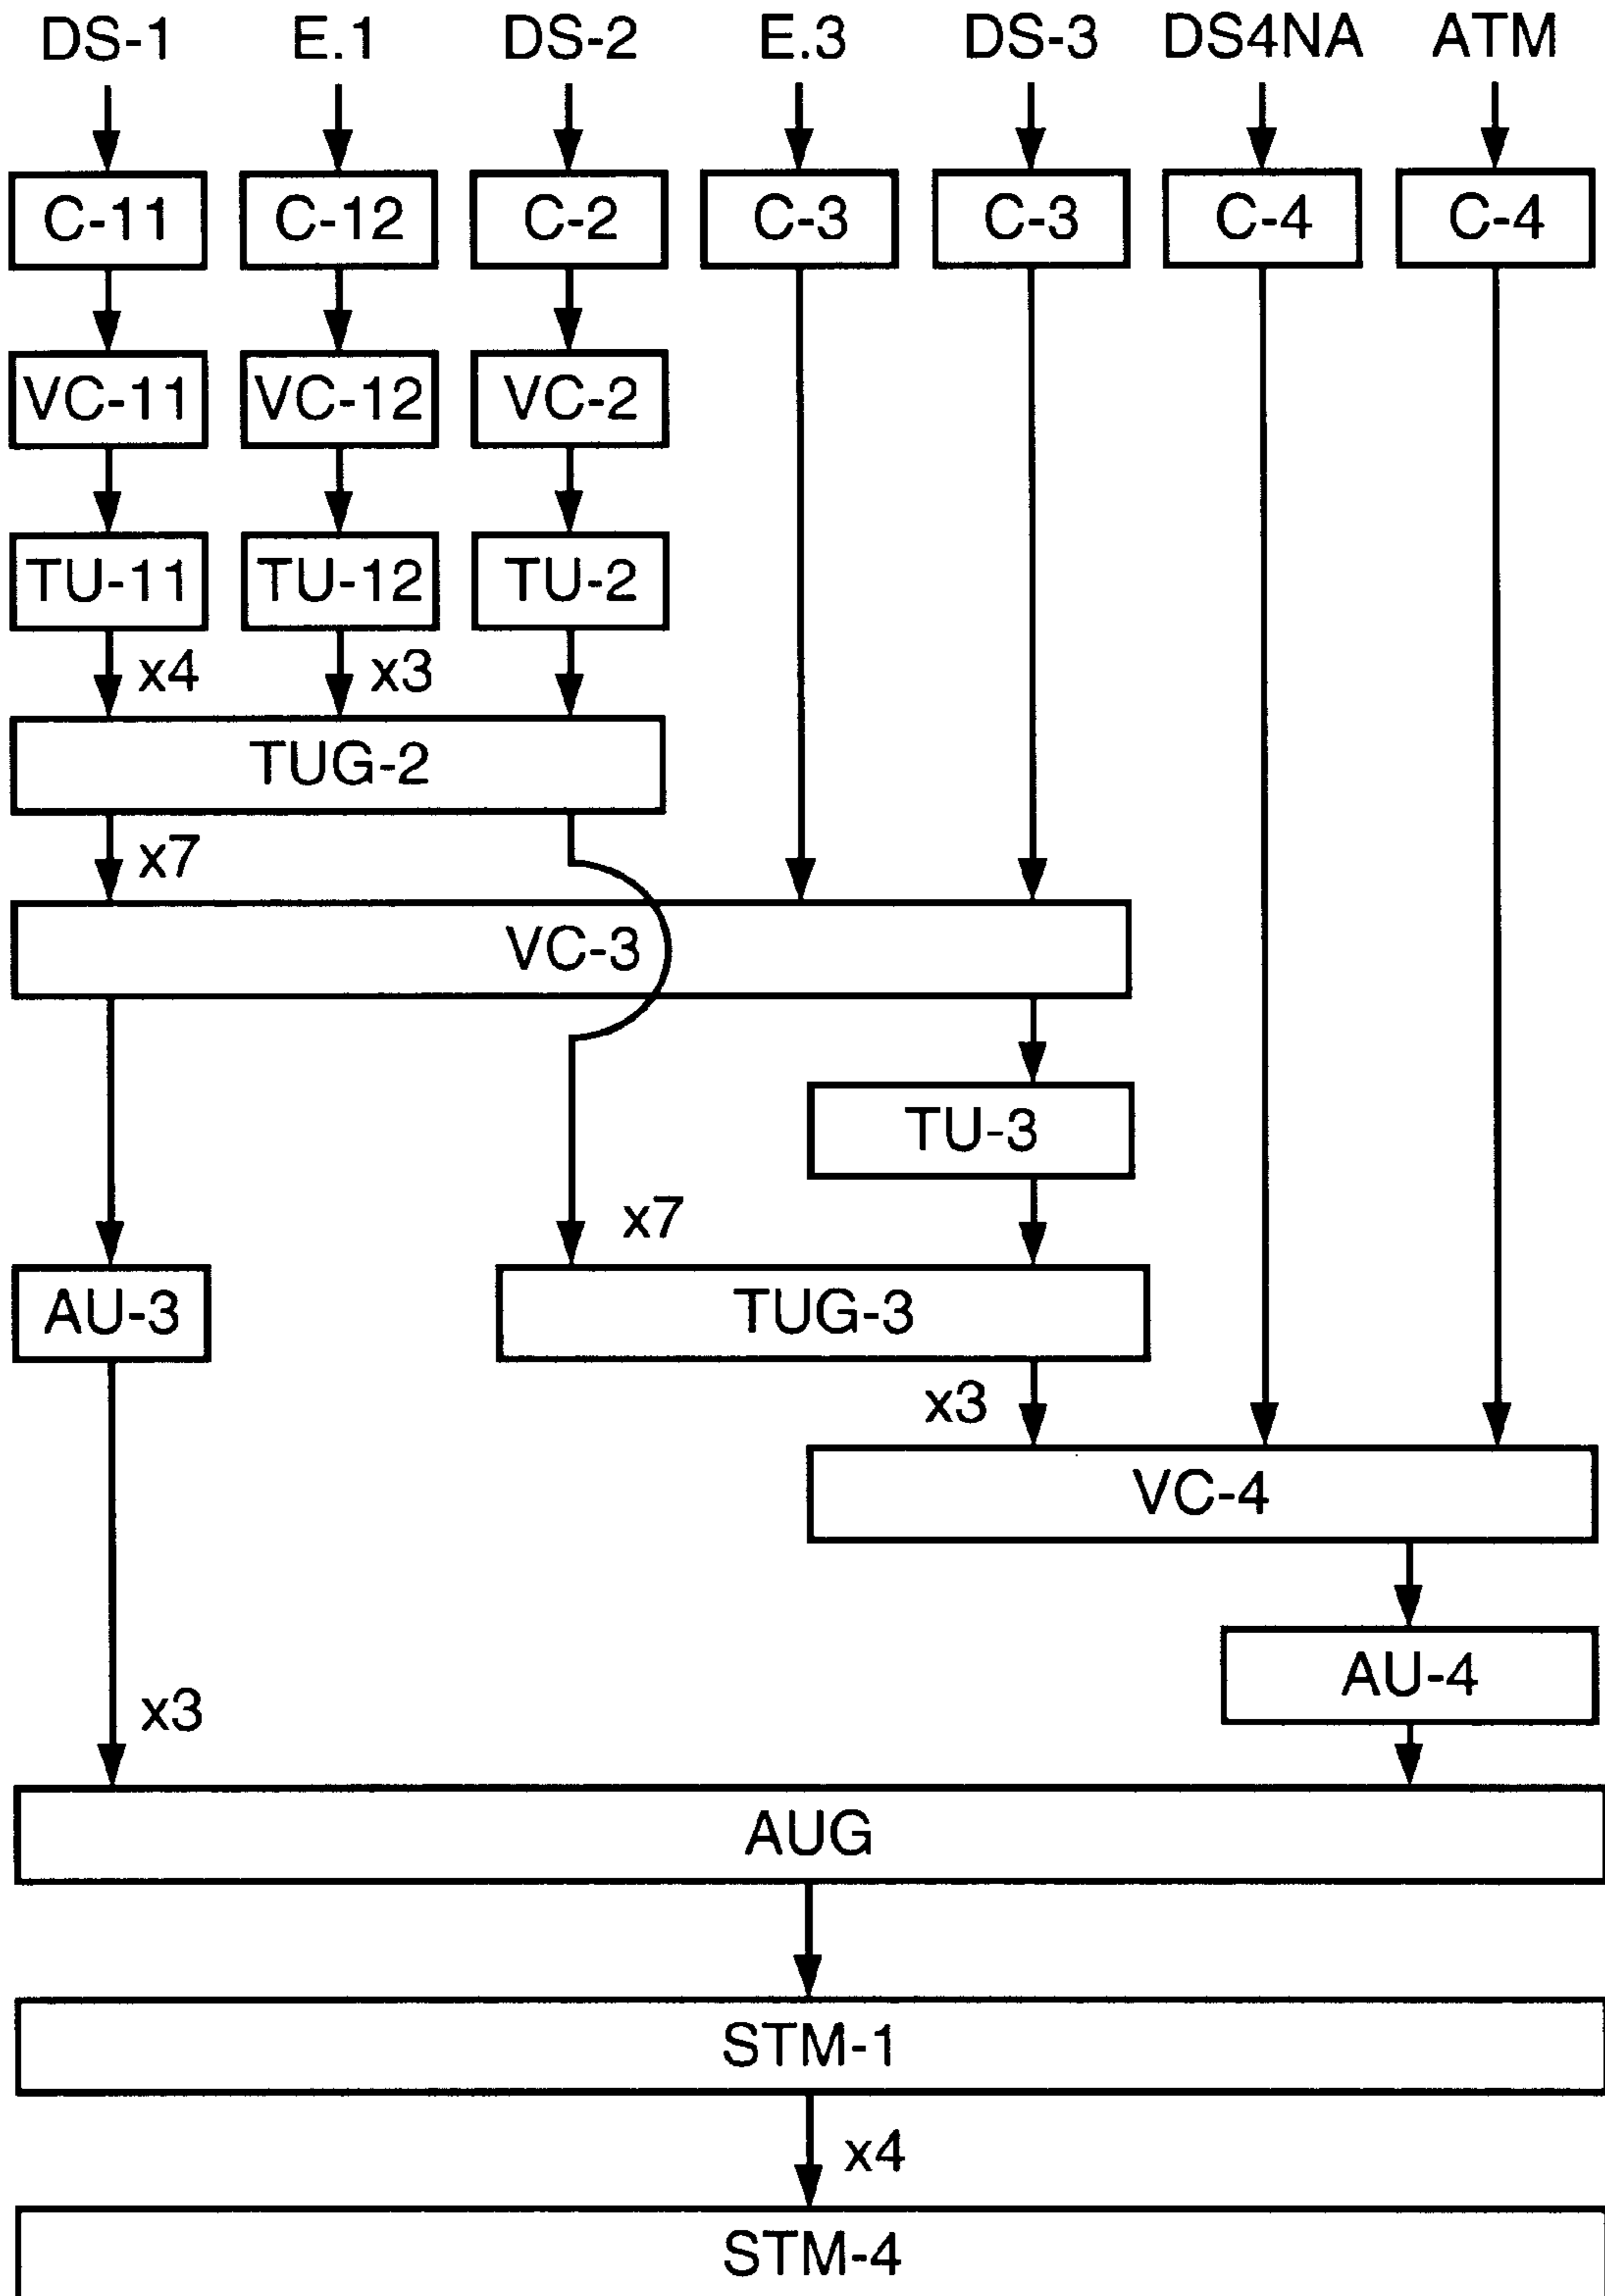 DS-1 E.1 DS-2 E.3 DS-3 DS4NA ATM
C-11 C-12 C-2 C-3 C-3 C-4 C-4
VC-11 VC-12 VC-2
TU-11 TU-12 TU-2
x4 x3
TUG-2
x7
VC-3
TU-3
x7
AU-3 TUG-3
x3
VC-4
AU-4
x3
AUG
STM-1
x4
STM-4